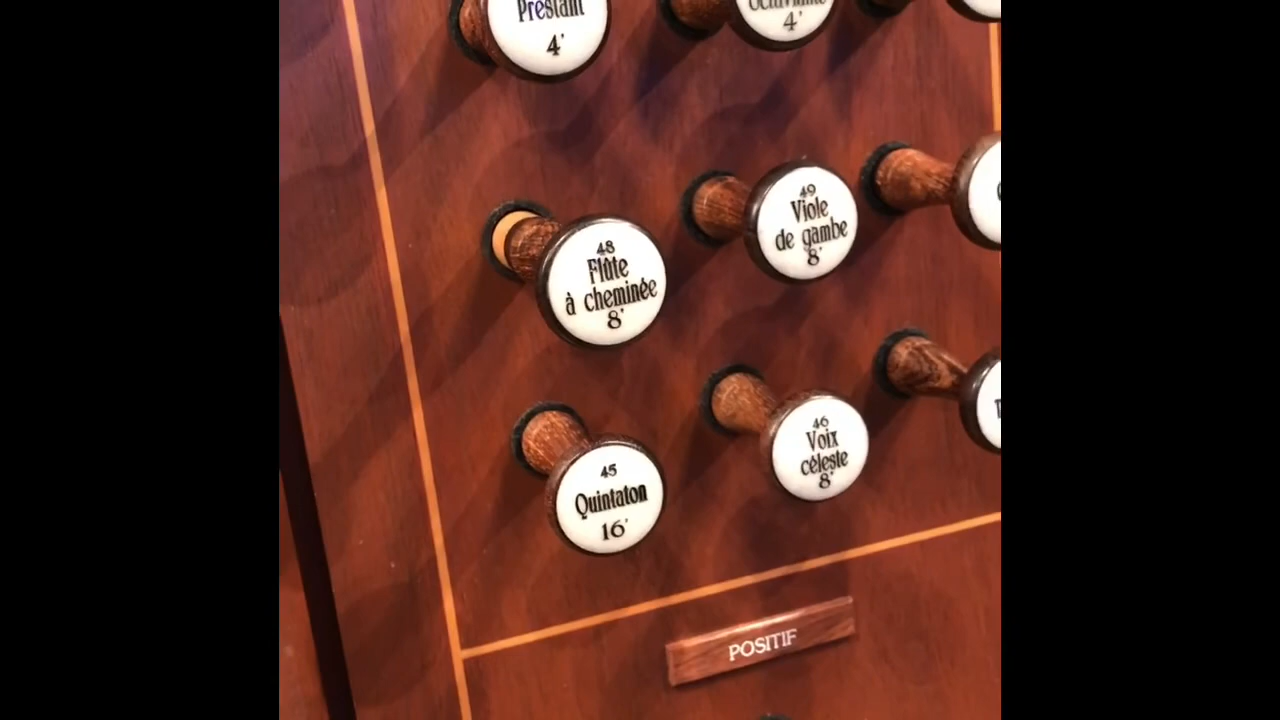 Prestant
4'
4'
49
Viole
de gambe
8'
48
Flûte
à cheminée
8'
46
Voix
céleste
8'
45
Quintaton
16'
POSITIF